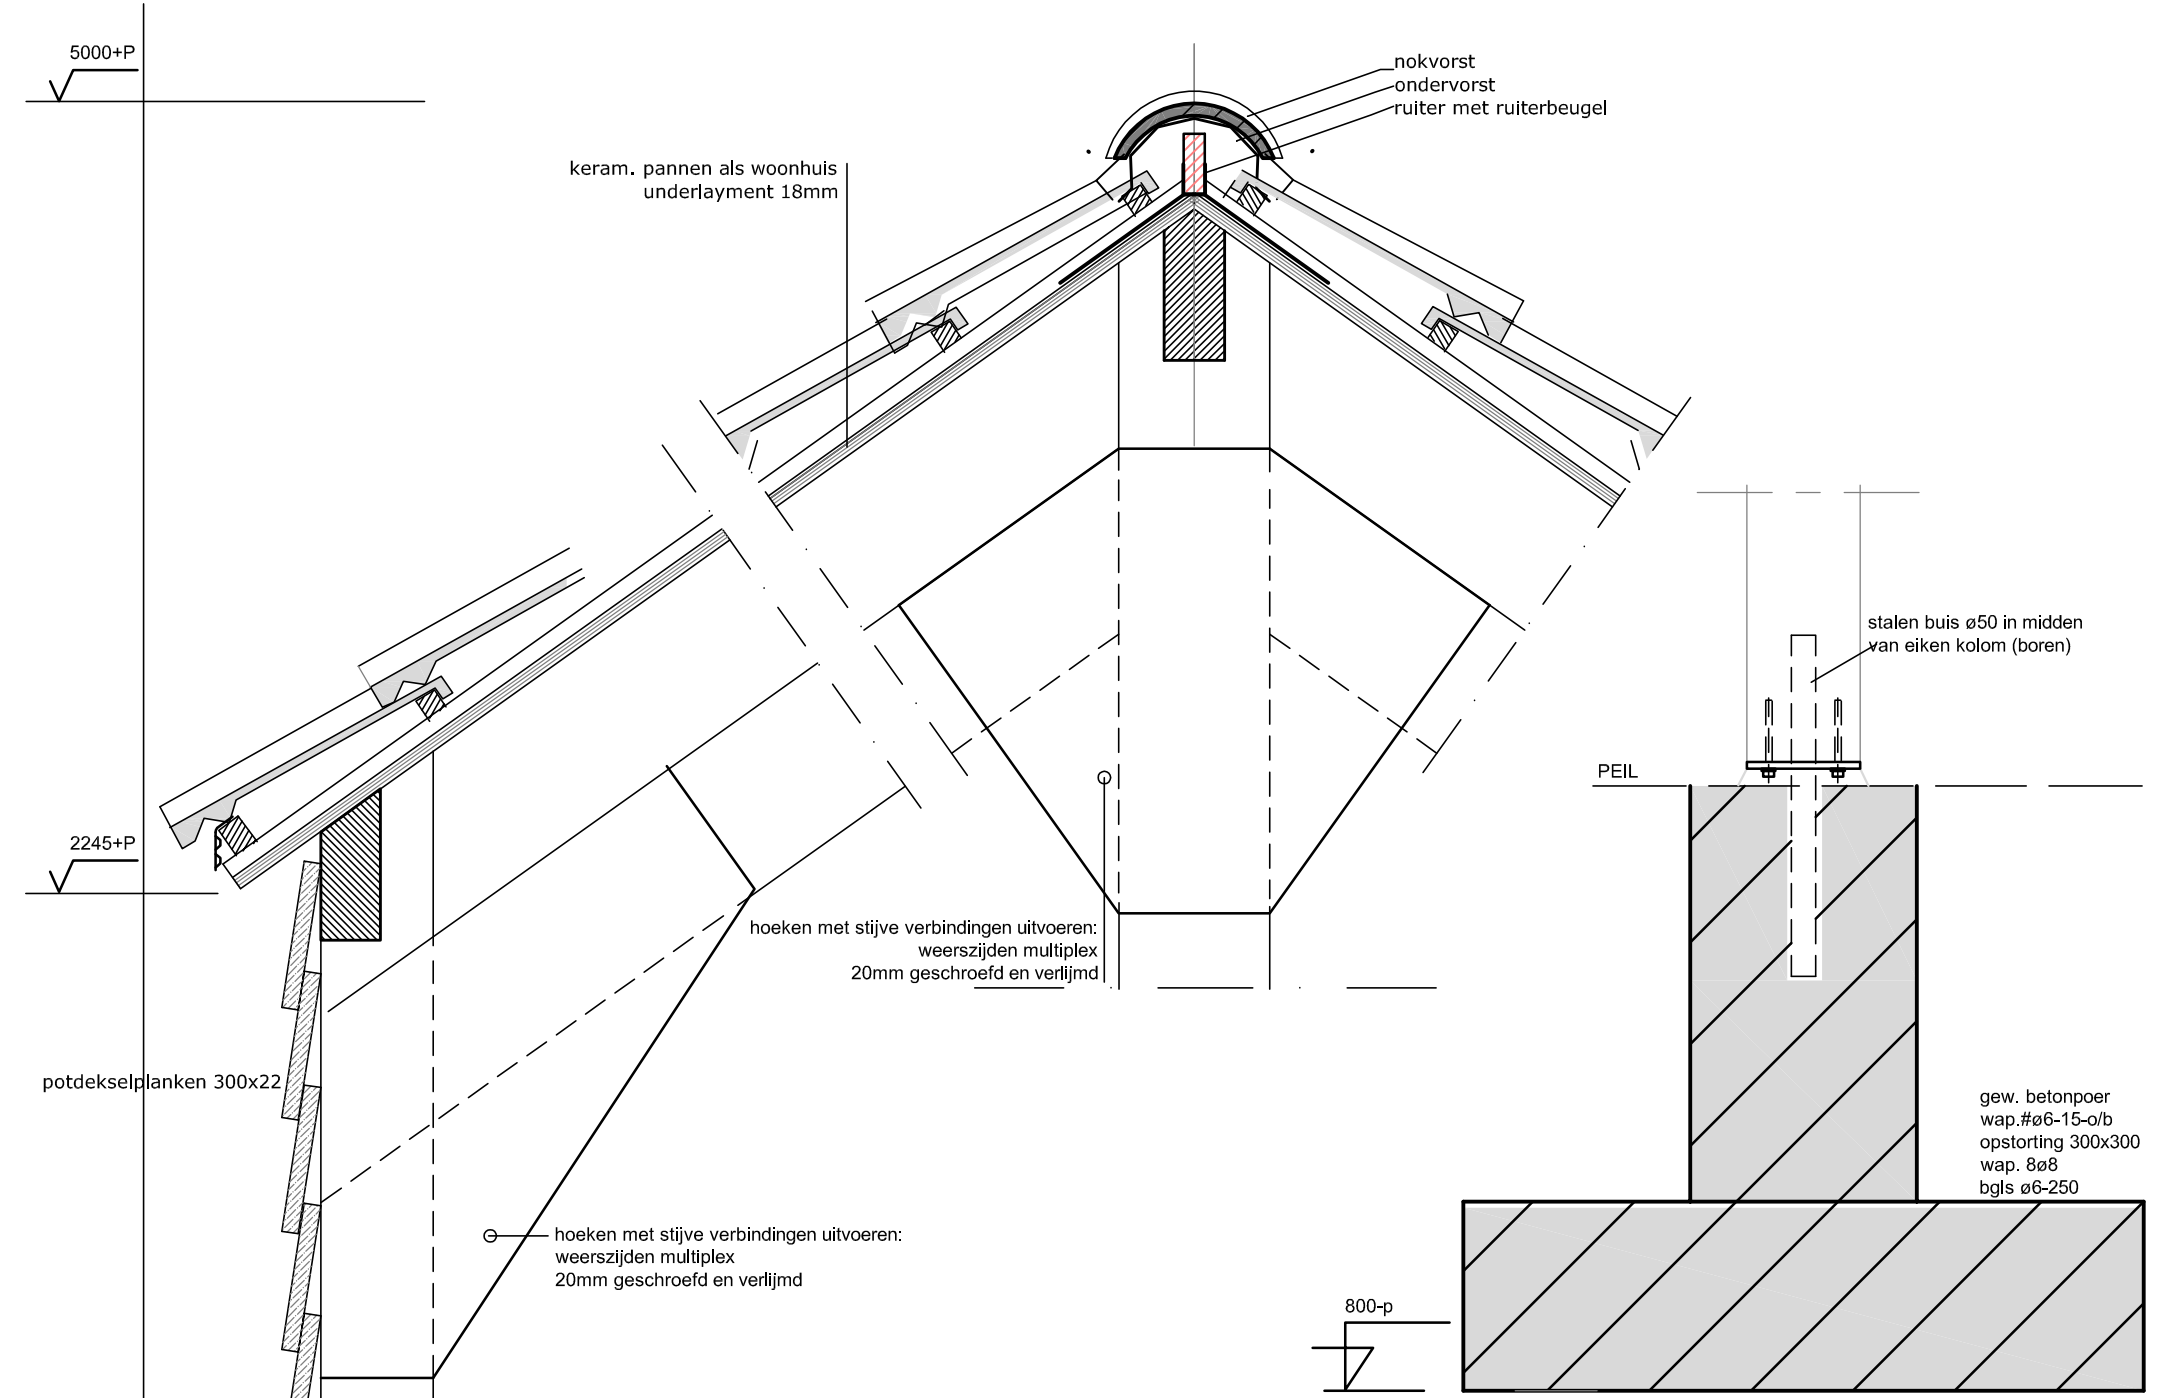 5000+P
nokvorst
ondervorst
ruiter met ruiterbeugel
keram. pannen als woonhuis
underlayment 18mm
stalen buis ø50 in midden
van eiken kolom (boren)
PEIL
2245+P
hoeken met stijve verbindingen uitvoeren:
weerszijden multiplex
20mm geschroefd en verlijmd
potdekselplanken 300x22
gew. betonpoer
wap.#ø6-15-o/b
opstorting 300x300
wap. 8ø8
bgls ø6-250
hoeken met stijve verbindingen uitvoeren:
weerszijden multiplex
20mm geschroefd en verlijmd
800-p